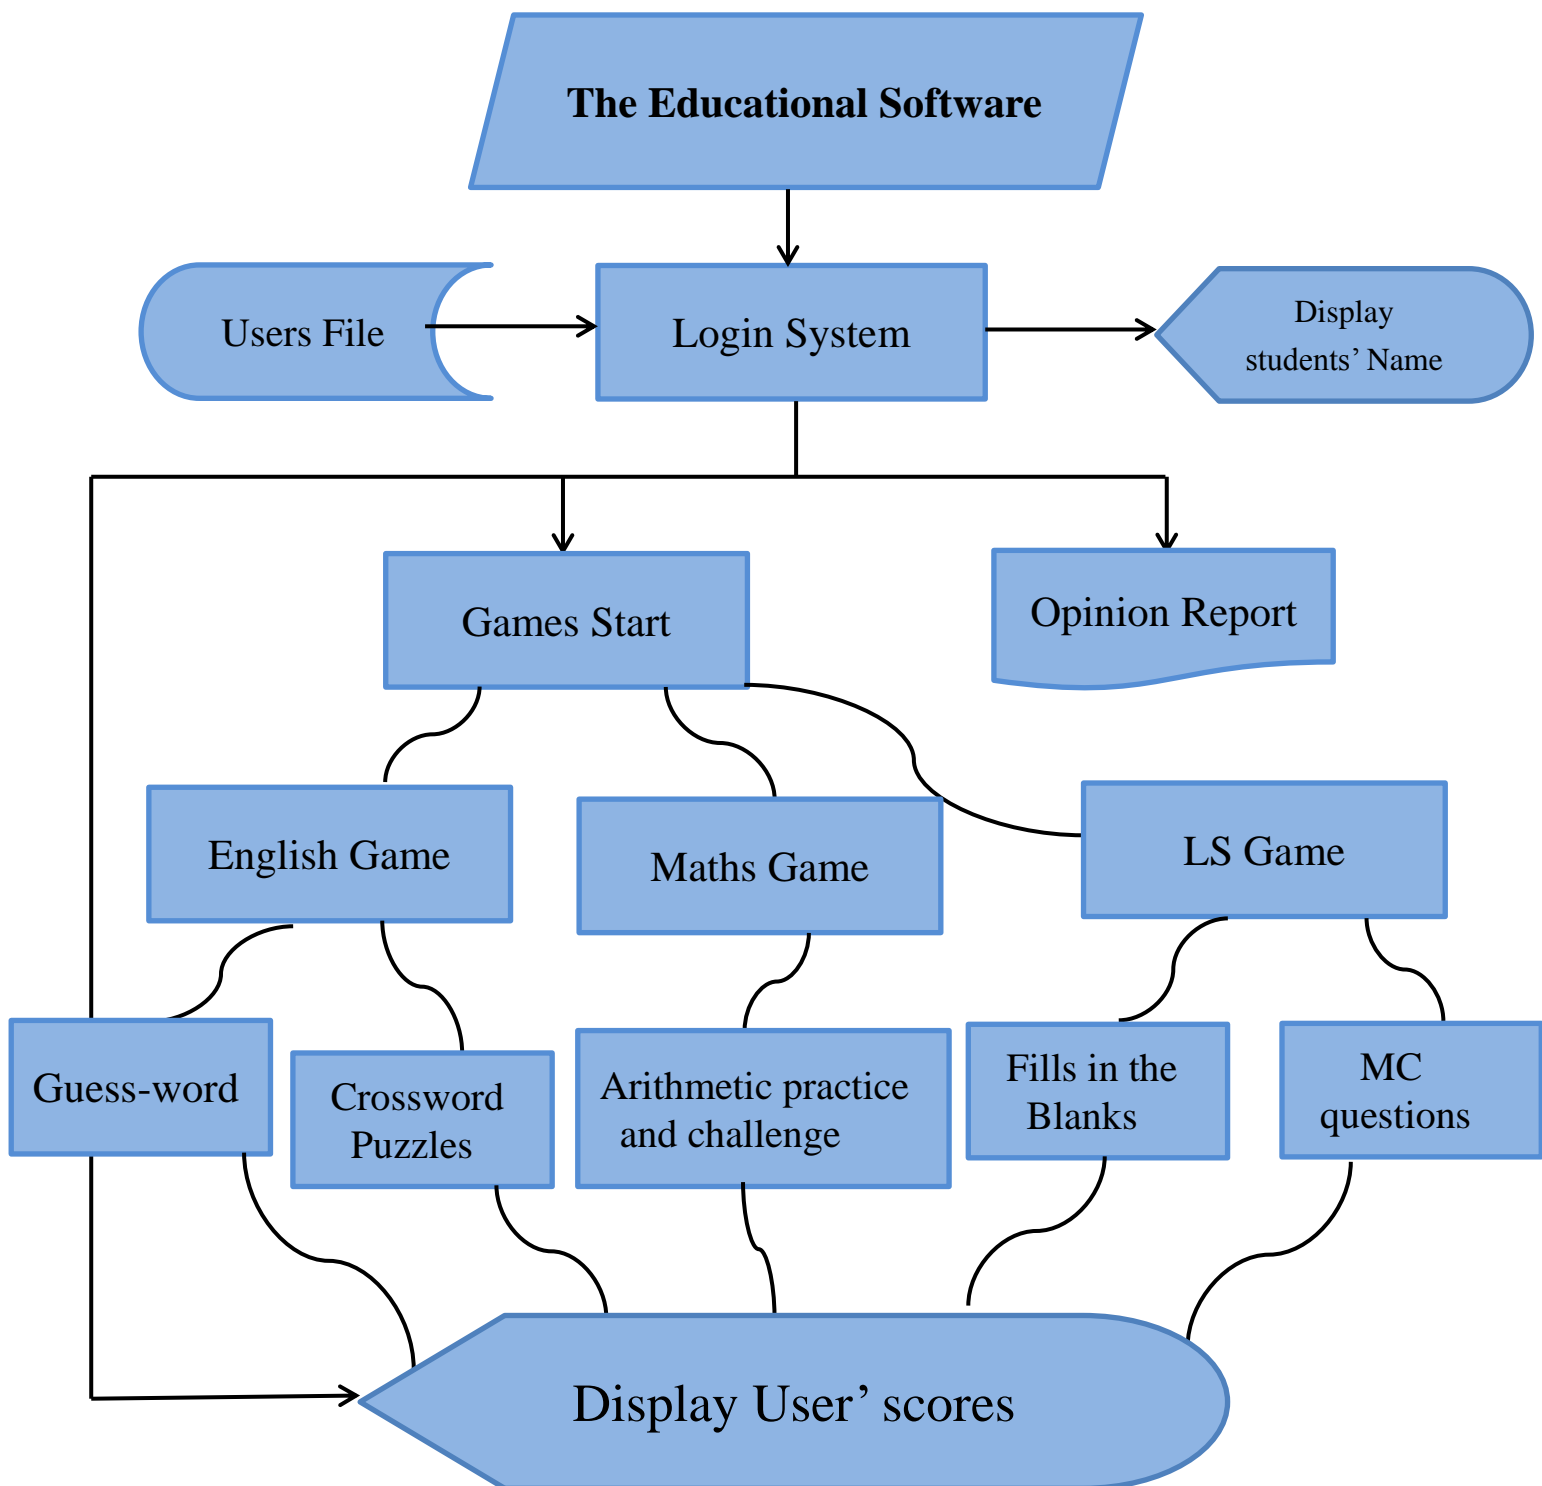 The Educational Software
Users File
Login System
Display
students’ Name
Games Start
Opinion Report
English Game
Maths Game
LS Game
Guess-word
Crossword
Puzzles
Arithmetic practice
and challenge
Fills in the
Blanks
MC
questions
Display User’ scores